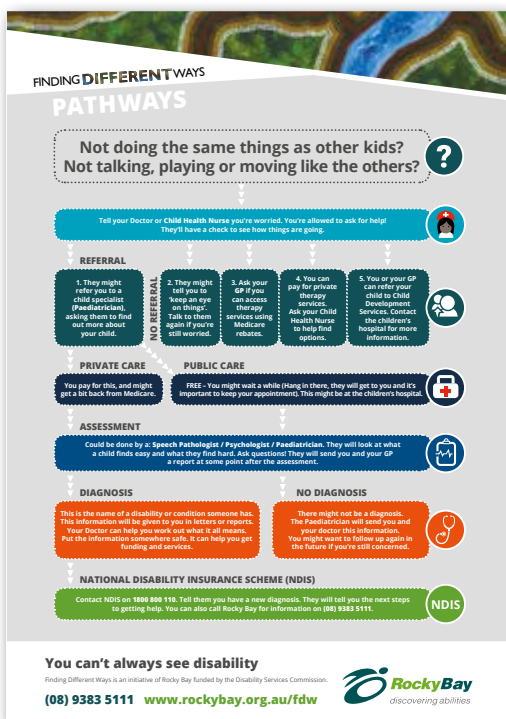 FINDING DIFFERENT WAYS
PATHWAYS
Not doing the same things as other kids?
Not talking, playing or moving like the others?
?
Tell your Doctor or Child Health Nurse you're worried. You're allowed to ask for help!
They'll have a check to see how things are going.
REFERRAL
1. They might
refer you to a
child specialist
(Paediatrician),
asking them to find
out more about
your child.
NO REFERRAL
2. They might
tell you to
'keep an eye
on things'.
Talk to them
again if you're
still worried.
3. Ask your
GP if you
can access
therapy
services using
Medicare
rebates.
4. You can
pay for private
therapy
services.
Ask your Child
Health Nurse
to help find
options.
5. You or your GP
can refer your
child to Child
Development
Services. Contact
the children's
hospital for more
information.
PRIVATE CARE
You pay for this, and might
get a bit back from Medicare.
PUBLIC CARE
FREE – You might wait a while (Hang in there, they will get to you and it's
important to keep your appointment). This might be at the children's hospital.
ASSESSMENT
Could be done by a: Speech Pathologist / Psychologist / Paediatrician. They will look at what
a child finds easy and what they find hard. Ask questions! They will send you and your GP
a report at some point after the assessment.
DIAGNOSIS
This is the name of a disability or condition someone has.
This information will be given to you in letters or reports.
Your Doctor can help you work out what it all means.
Put the information somewhere safe. It can help you get
funding and services.
NO DIAGNOSIS
There might not be a diagnosis.
The Paediatrician will send you and
your doctor this information.
You might want to follow up again in
the future if you're still concerned.
NATIONAL DISABILITY INSURANCE SCHEME (NDIS)
Contact NDIS on 1800 800 110. Tell them you have a new diagnosis. They will tell you the next steps
to getting help. You can also call Rocky Bay for information on (08) 9383 5111.
NDIS
You can't always see disability
Finding Different Ways is an initiative of Rocky Bay funded by the Disability Services Commission.
(08) 9383 5111 www.rockybay.org.au/fdw
RockyBay
discovering abilities